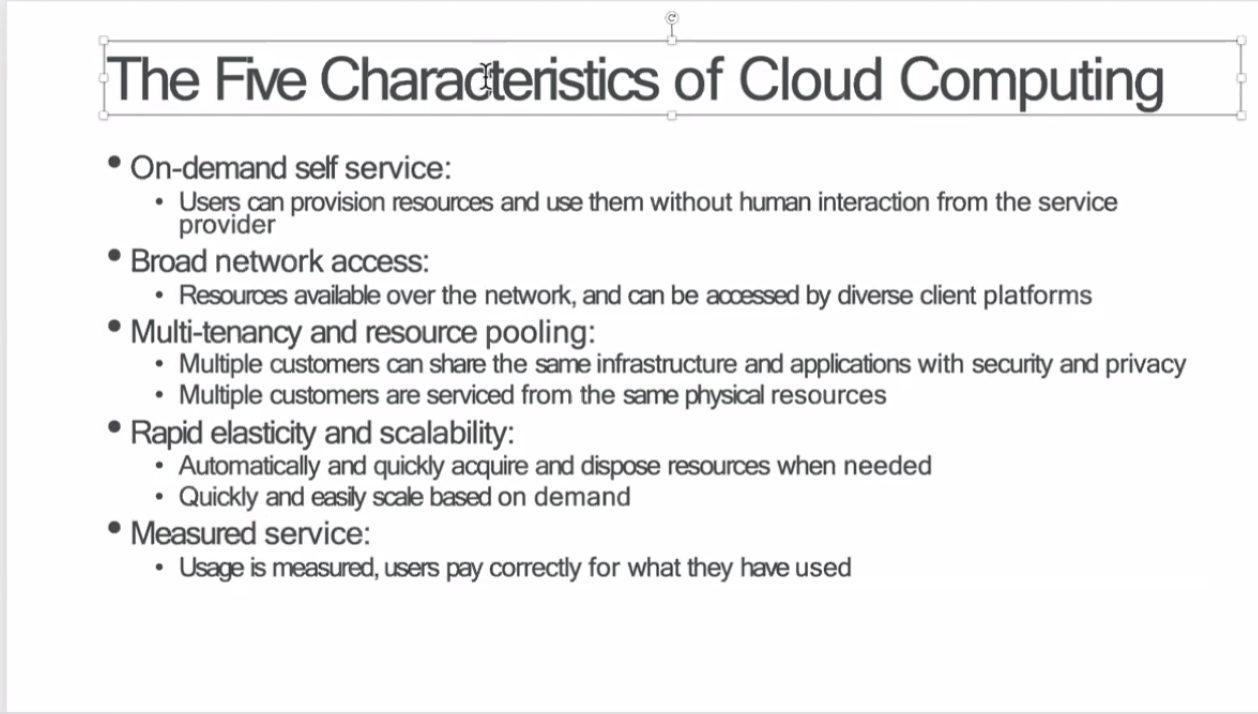 The Five Characteristics of Cloud Computing
• On-demand self service:
• Users can provision resources and use them without human interaction from the service
provider
• Broad network access:
• Resources available over the network, and can be accessed by diverse client platforms
• Multi-tenancy and resource pooling:
• Multiple customers can share the same infrastructure and applications with security and privacy
• Multiple customers are serviced from the same physical resources
• Rapid elasticity and scalability:
• Automatically and quickly acquire and dispose resources when needed
• Quickly and easily scale based on demand
• Measured service:
• Usage is measured, users pay correctly for what they have used